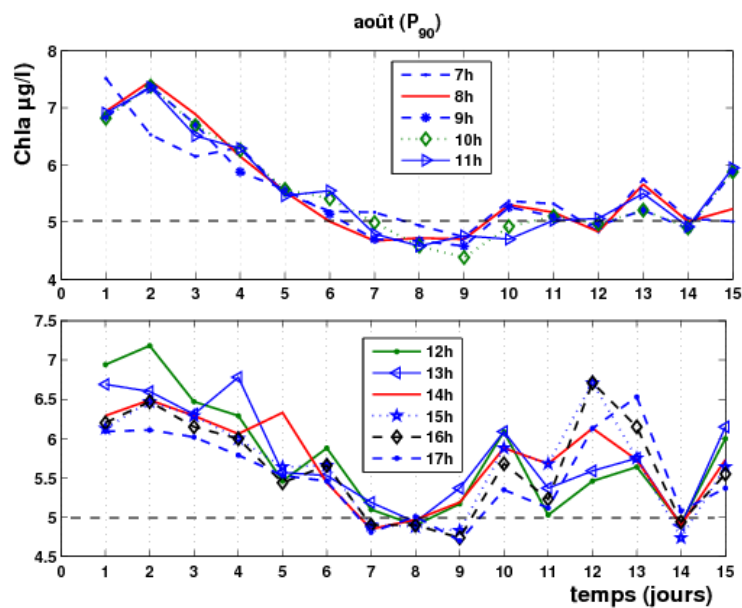 août (P90)
Chla µg/l
8
7
6
5
4
7h
8h
9h
10h
11h
0 1 2 3 4 5 6 7 8 9 10 11 12 13 14 15
7.5
7
6.5
6
5.5
5
4.5
12h
13h
14h
15h
16h
17h
0 1 2 3 4 5 6 7 8 9 10 11 12 13 14 15
temps (jours)